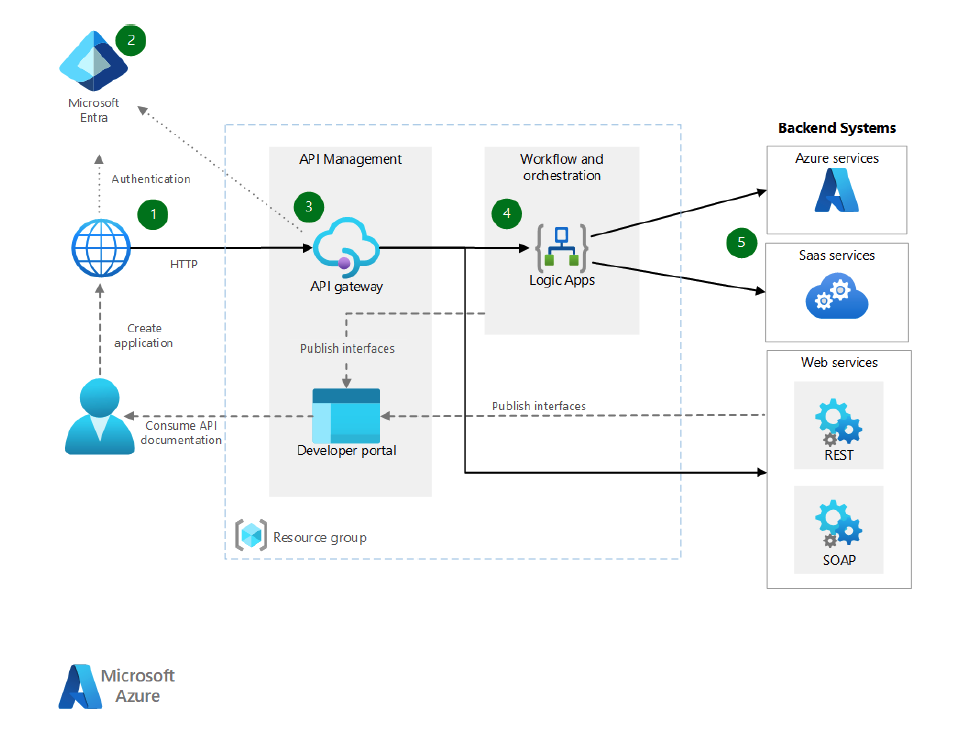 2
Microsoft
Entra
Authentication
1
HTTP
Create
application
Consume API
documentation
API Management
3
API gateway
Publish interfaces
Developer portal
Resource group
Workflow and
orchestration
4
Logic Apps
Publish interfaces
Backend Systems
Azure services
5
Saas services
Web services
REST
SOAP
Microsoft
Azure